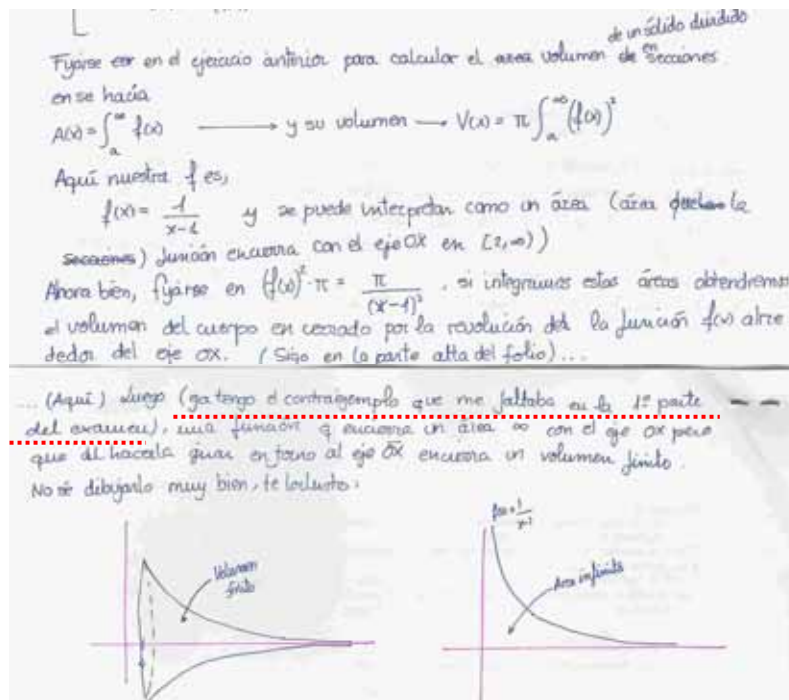 de un sólido dividido
Fijarse en el ejercicio anterior para calcular el volumen en secciones
se hacía
A(x) = ∫_a^∞ f(x) ⟶ y su volumen ⟶ V(x) = π ∫_a^∞ (f(x))²
Aquí nuestra f es,
f(x) = 1/(x-1) y se puede interpretar como un área (área de la
función encierra con el eje OX en [2,∞))
Ahora bien, fijarse en (f(x))²·π = π/(x-1)², si integramos estas áreas obtendremos
el volumen del cuerpo encerrado por la revolución de la función f(x) alre
dedor del eje OX. (Sigo en la parte alta del folio)...
... (Aquí) Luego (ya tengo el contraejemplo que me faltaba en la 1ª parte
del examen), una función q encierra un área ∞ con el eje OX pero
que al hacerla girar en torno al eje OX encierra un volumen finito.
No sé dibujarlo muy bien, te lo
Volumen
finito
f(x) = 1/(x-1)
Area infinita